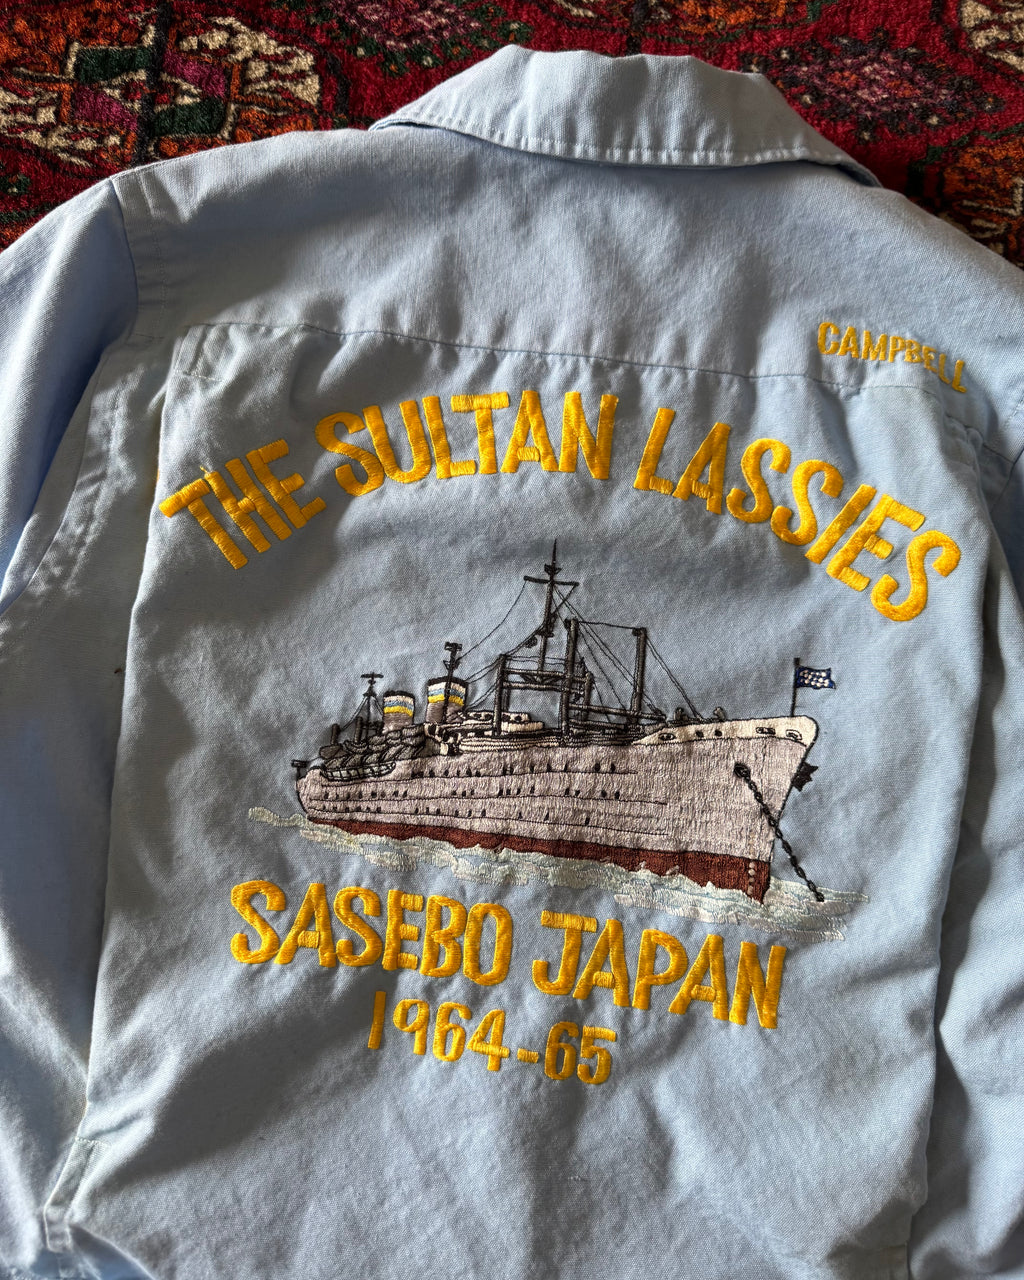 CAMPBELL
THE SULTAN LASSIES
SASEBO JAPAN
1964-65